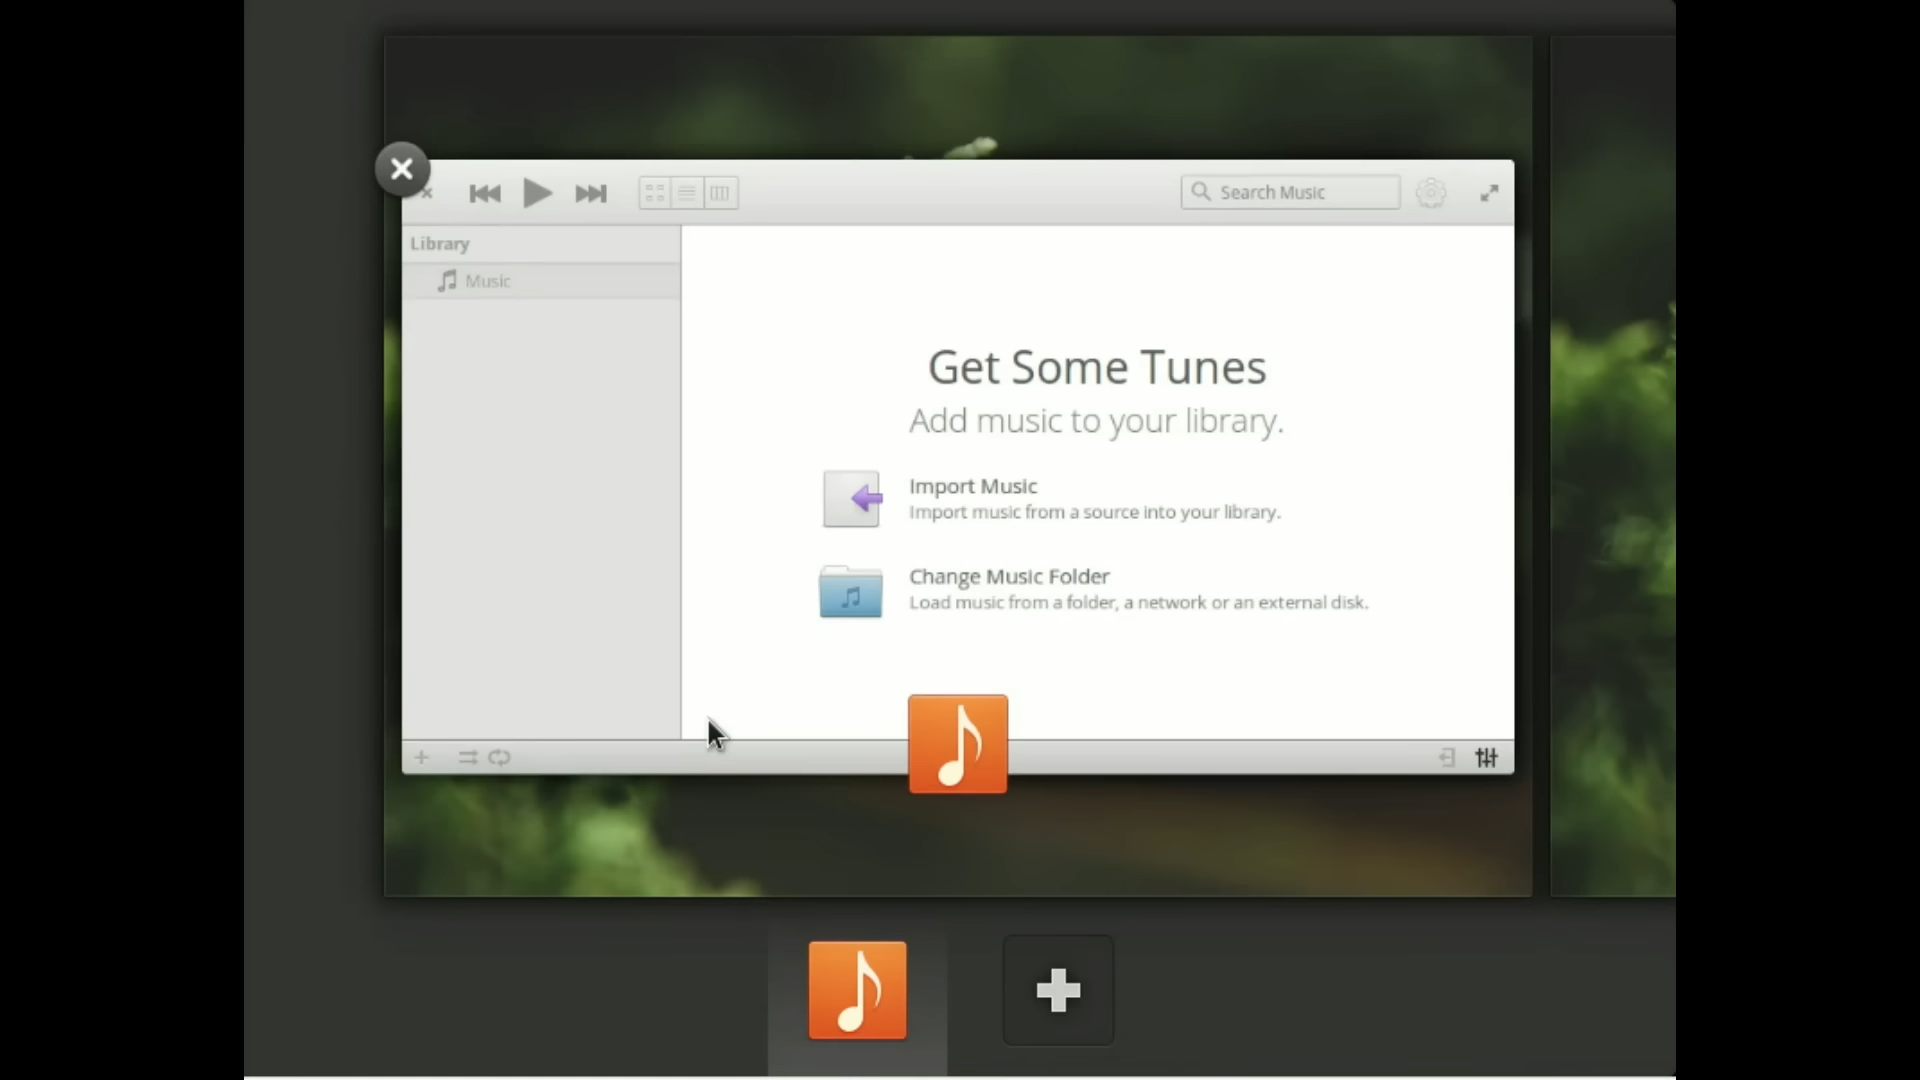 Search Music
Library
Music
Get Some Tunes
Add music to your library.
Import Music
Import music from a source into your library.
Change Music Folder
Load music from a folder, a network or an external disk.